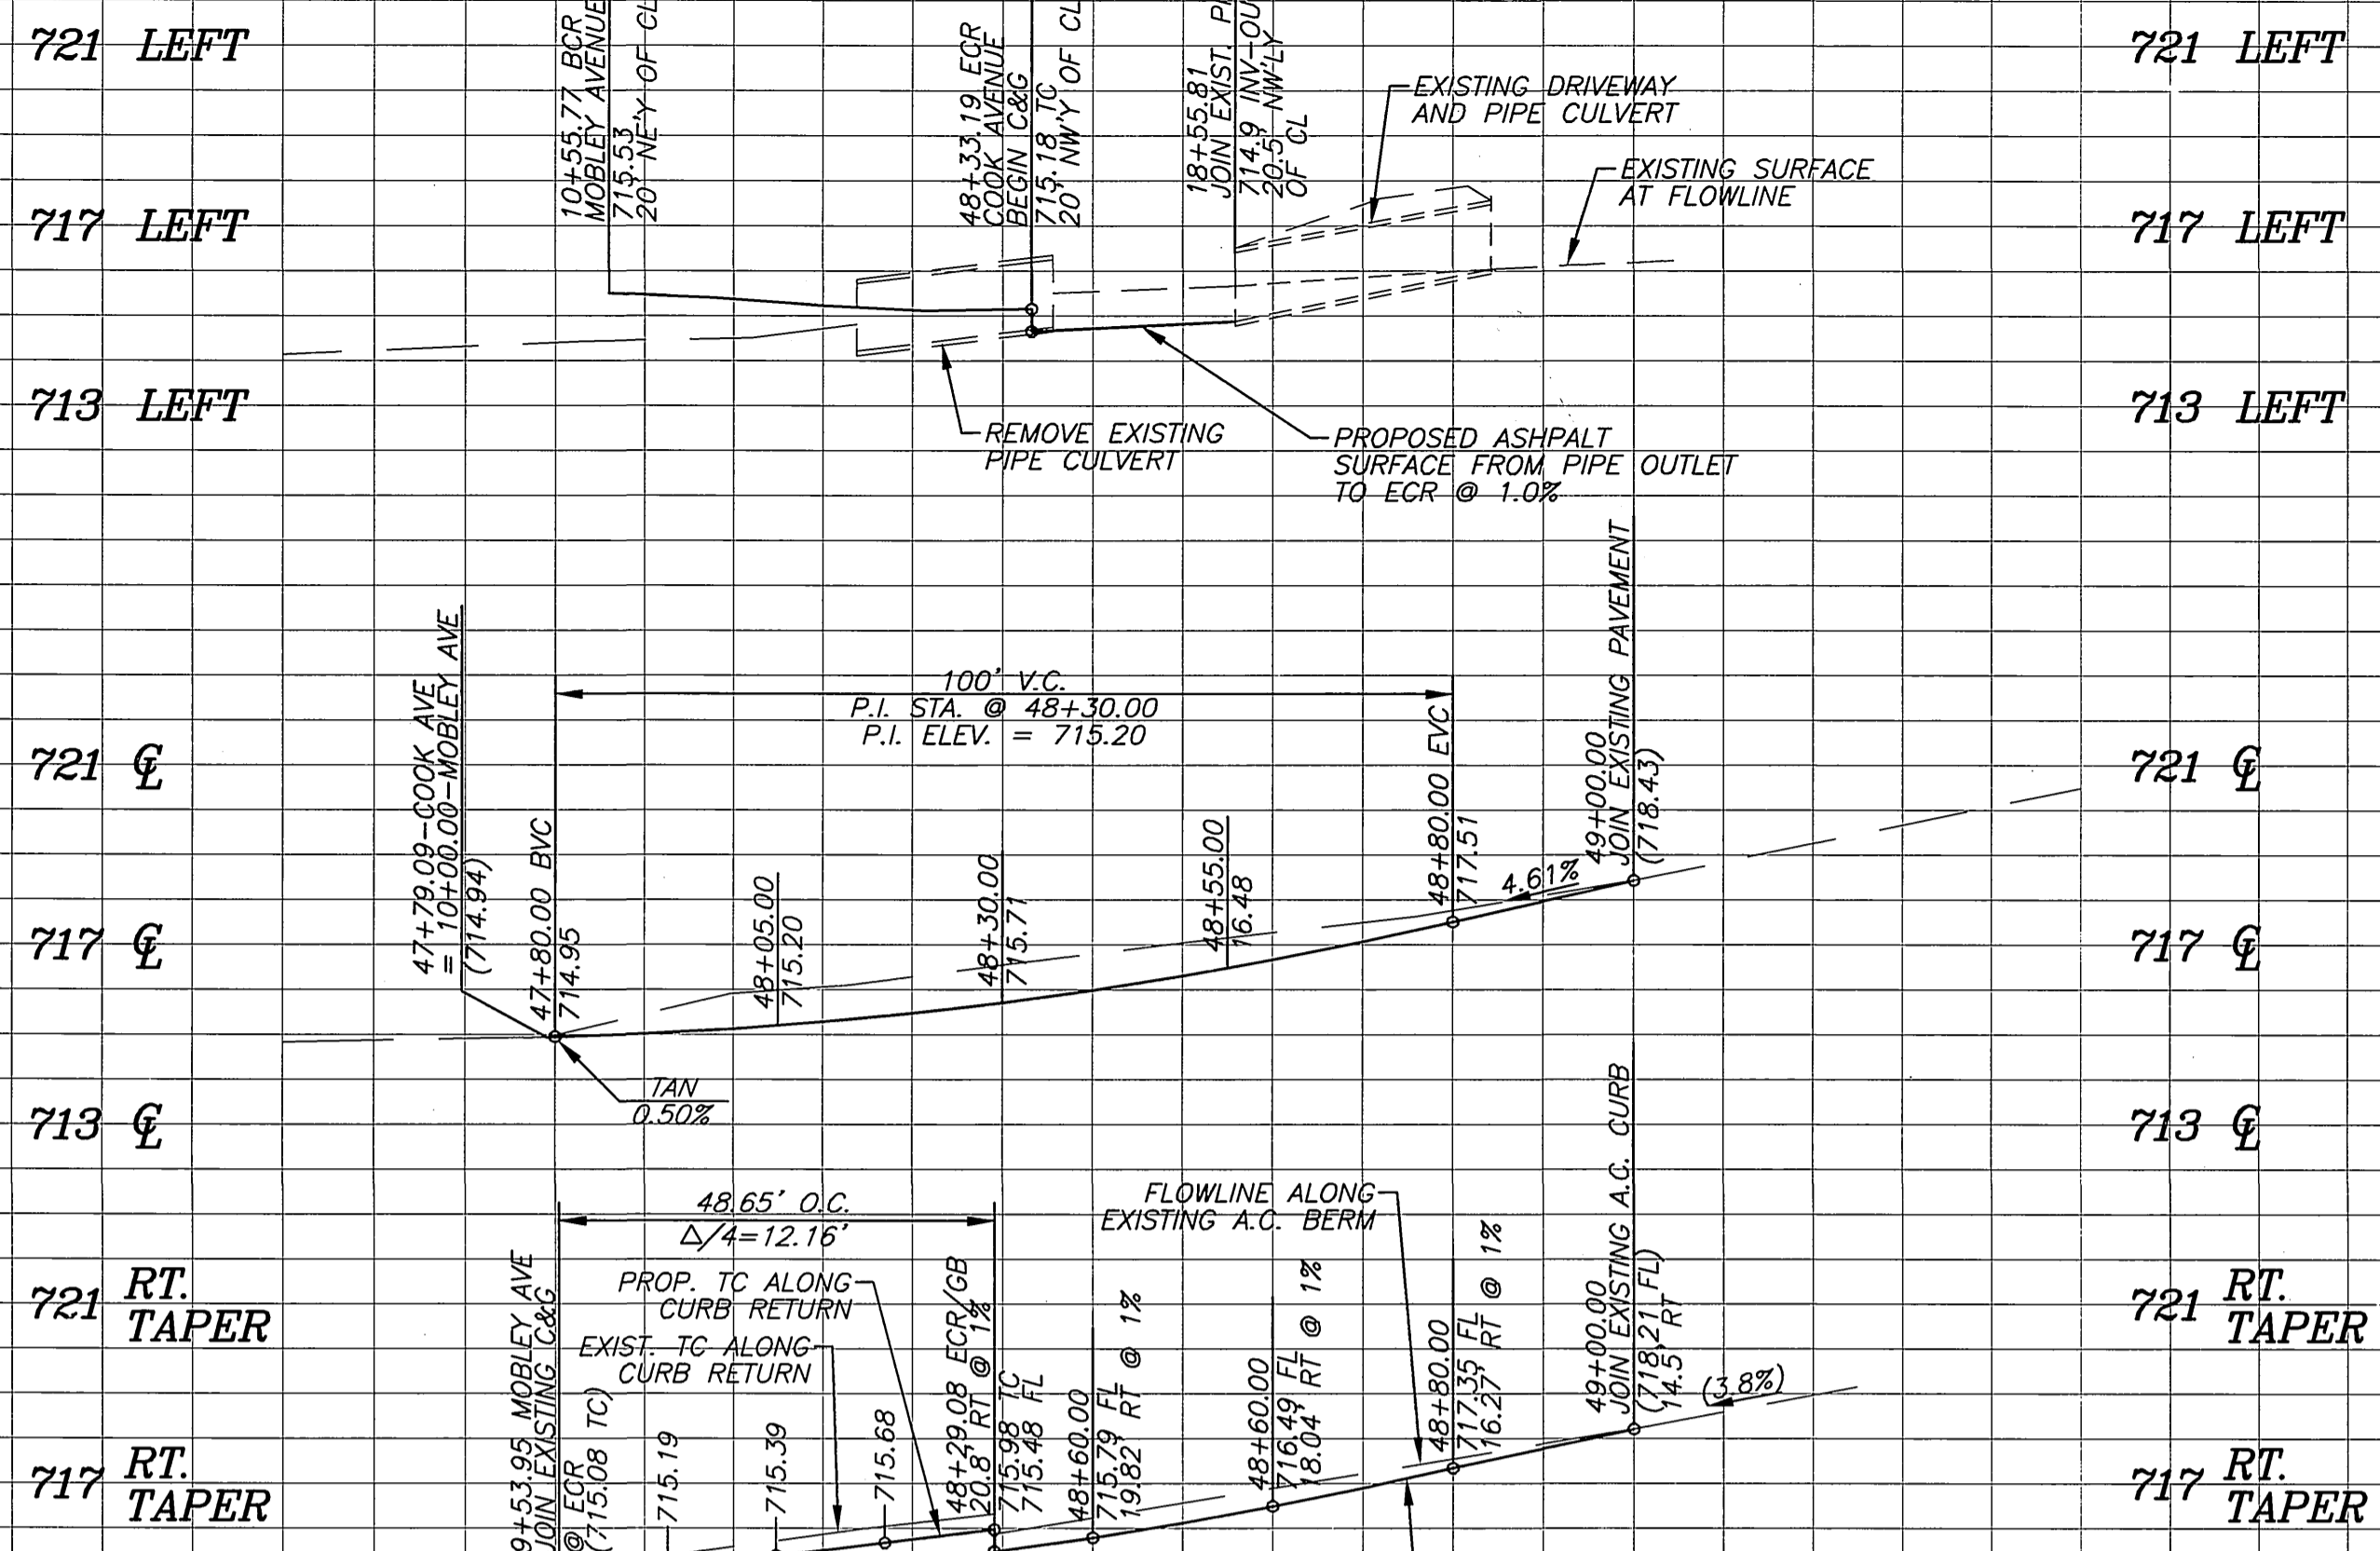 721 LEFT
717 LEFT
713 LEFT
721 LEFT
717 LEFT
713 LEFT
10+55.77 BCR
MOBLEY AVENUE
715.53
20' NE'Y OF CL
48+33.19 ECR
COOK AVENUE
BEGIN C&G
715.18 TC
20' NW'Y OF CL
18+55.81
JOIN EXIST.
714.9 INV-OU
20.5' NW'LY
OF CL
EXISTING DRIVEWAY
AND PIPE CULVERT
EXISTING SURFACE
AT FLOWLINE
REMOVE EXISTING
PIPE CULVERT
PROPOSED ASHPALT
SURFACE FROM PIPE OUTLET
TO ECR @ 1.0%
721 ℄
717 ℄
713 ℄
721 ℄
717 ℄
713 ℄
47+79.09-COOK AVE
= 10+00.00-MOBLEY AVE
(714.94)
47+80.00 BVC
714.95
100' V.C.
P.I. STA. @ 48+30.00
P.I. ELEV. = 715.20
48+05.00
715.20
48+30.00
715.71
48+55.00
16.48
48+80.00 EVC
717.51
4.61%
49+00.00
JOIN EXISTING PAVEMENT
(718.43)
TAN
0.50%
721 RT.
TAPER
717 RT.
TAPER
721 RT.
TAPER
717 RT.
TAPER
48.65' O.C.
Δ/4=12.16'
9+53.95 MOBLEY AVE
JOIN EXISTING C&G
@ ECR
(715.08 TC)
PROP. TC ALONG
CURB RETURN
EXIST. TC ALONG
CURB RETURN
715.19
715.39
715.68
48+29.08 ECR/GB
20.8' RT @ 1%
715.98 TC
715.48 FL
48+60.00
715.79 FL
19.82' RT @ 1%
FLOWLINE ALONG
EXISTING A.C. BERM
48+60.00
716.49 FL
18.04' RT @ 1%
48+80.00
717.35 FL
16.27' RT @ 1%
49+00.00
JOIN EXISTING A.C. CURB
(718.21 FL)
14.5' RT
(3.8%)